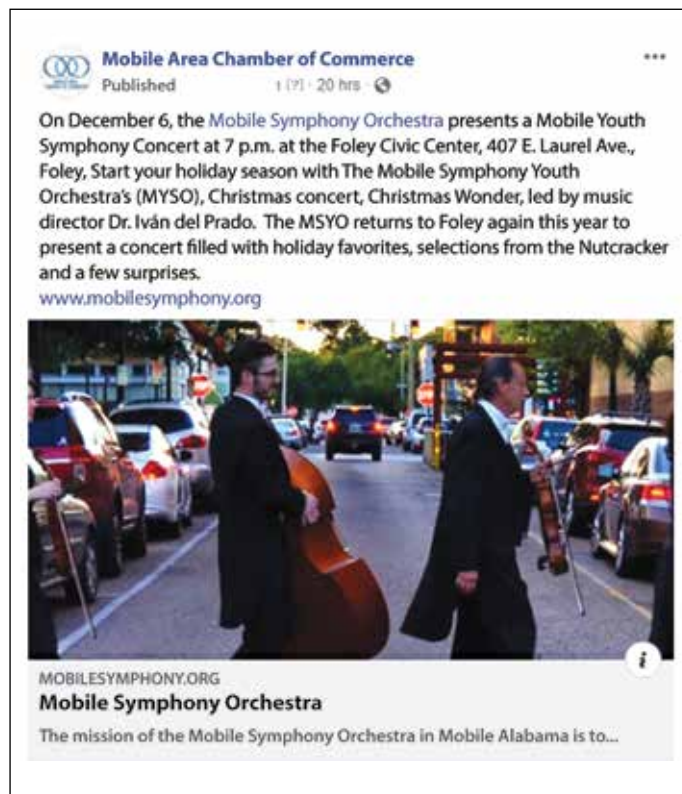 Mobile Area Chamber of Commerce
Published 1 [?] · 20 hrs ·
On December 6, the Mobile Symphony Orchestra presents a Mobile Youth
Symphony Concert at 7 p.m. at the Foley Civic Center, 407 E. Laurel Ave.,
Foley, Start your holiday season with The Mobile Symphony Youth
Orchestra's (MYSO), Christmas concert, Christmas Wonder, led by music
director Dr. Iván del Prado. The MSYO returns to Foley again this year to
present a concert filled with holiday favorites, selections from the Nutcracker
and a few surprises.
www.mobilesymphony.org
i
MOBILESYMPHONY.ORG
Mobile Symphony Orchestra
The mission of the Mobile Symphony Orchestra in Mobile Alabama is to...